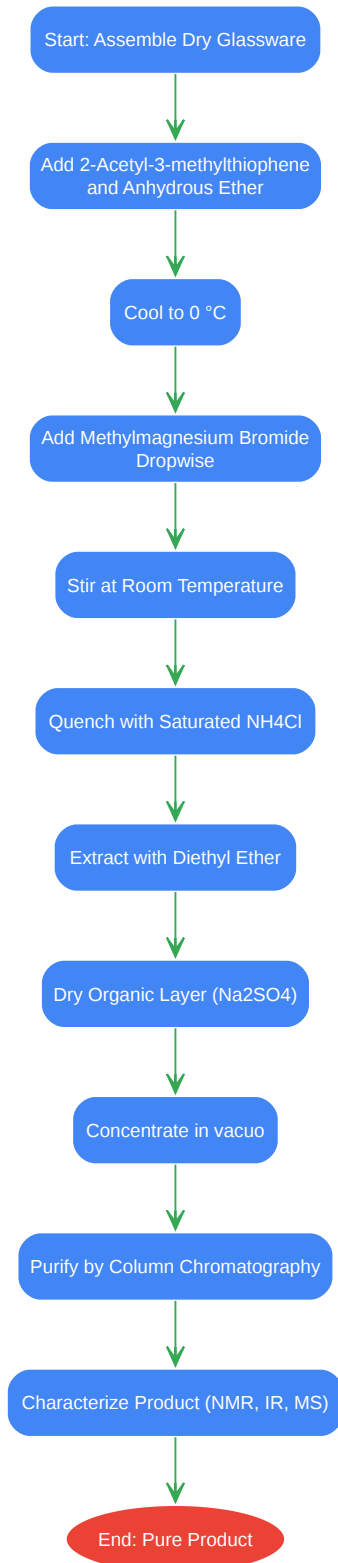 Start: Assemble Dry Glassware
Add 2-Acetyl-3-methylthiophene
and Anhydrous Ether
Cool to 0 °C
Add Methylmagnesium Bromide
Dropwise
Stir at Room Temperature
Quench with Saturated NH4Cl
Extract with Diethyl Ether
Dry Organic Layer (Na2SO4)
Concentrate in vacuo
Purify by Column Chromatography
Characterize Product (NMR, IR, MS)
End: Pure Product